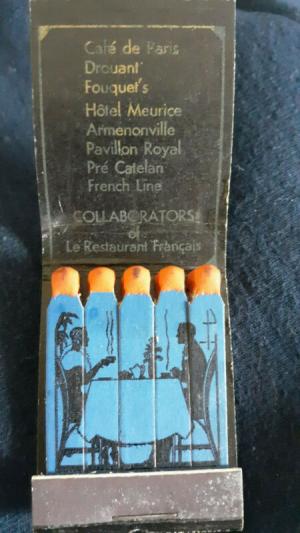 Café de Paris
Drouant
Fouquet's
Hôtel Meurice
Armenonville
Pavillon Royal
Pré Catelan
French Line
COLLABORATORS
of
Le Restaurant Français